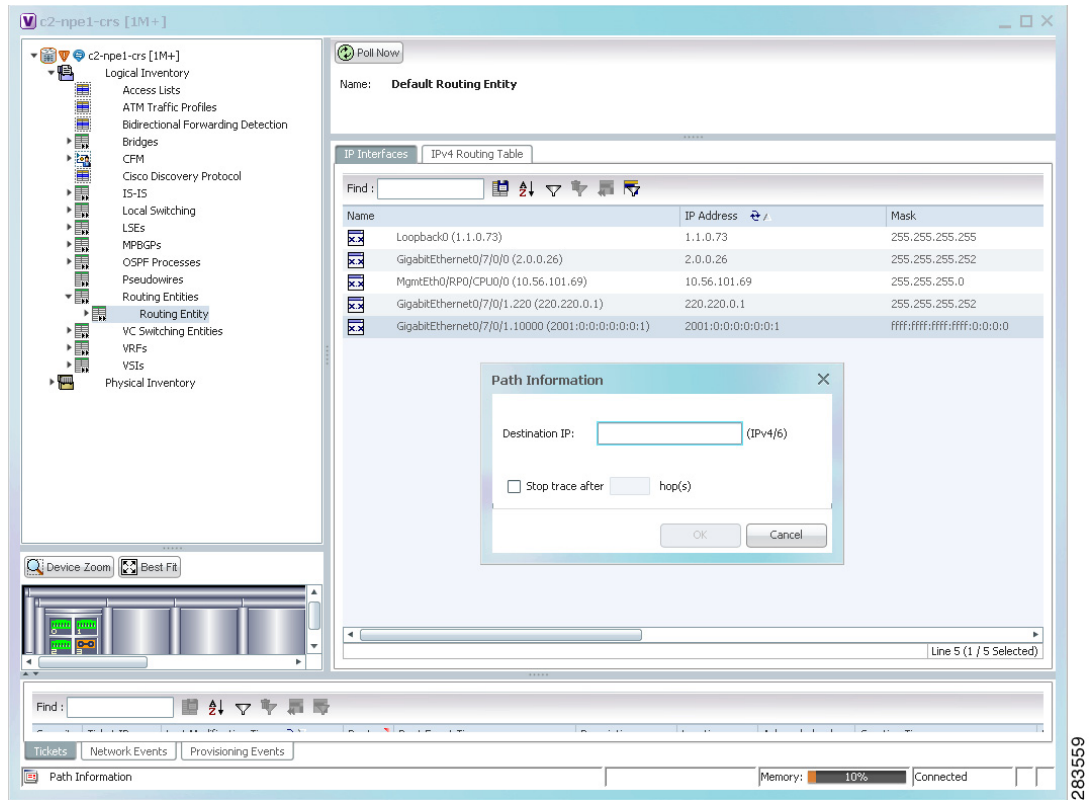 c2-npe1-crs [1M+]
c2-npe1-crs [1M+]
Logical Inventory
Access Lists
ATM Traffic Profiles
Bidirectional Forwarding Detection
Bridges
CFM
Cisco Discovery Protocol
IS-IS
Local Switching
LSEs
MPBGPs
OSPF Processes
Pseudowires
Routing Entities
Routing Entity
VC Switching Entities
VRFs
VSIs
Physical Inventory
Device Zoom Best Fit
Poll Now
Name: Default Routing Entity
IP Interfaces IPv4 Routing Table
Find :
Name IP Address Mask
Loopback0 (1.1.0.73) 1.1.0.73 255.255.255.255
GigabitEthernet0/7/0/0 (2.0.0.26) 2.0.0.26 255.255.255.252
MgmtEth0/RP0/CPU0/0 (10.56.101.69) 10.56.101.69 255.255.255.0
GigabitEthernet0/7/0/1.220 (220.220.0.1) 220.220.0.1 255.255.255.252
GigabitEthernet0/7/0/1.10000 (2001:0:0:0:0:0:0:1) 2001:0:0:0:0:0:0:1 ffff:ffff:ffff:ffff:0:0:0:0
Path Information
Destination IP: (IPv4/6)
Stop trace after hop(s)
OK Cancel
Line 5 (1 / 5 Selected)
Find :
Tickets Network Events Provisioning Events
Path Information Memory: 10% Connected
283559